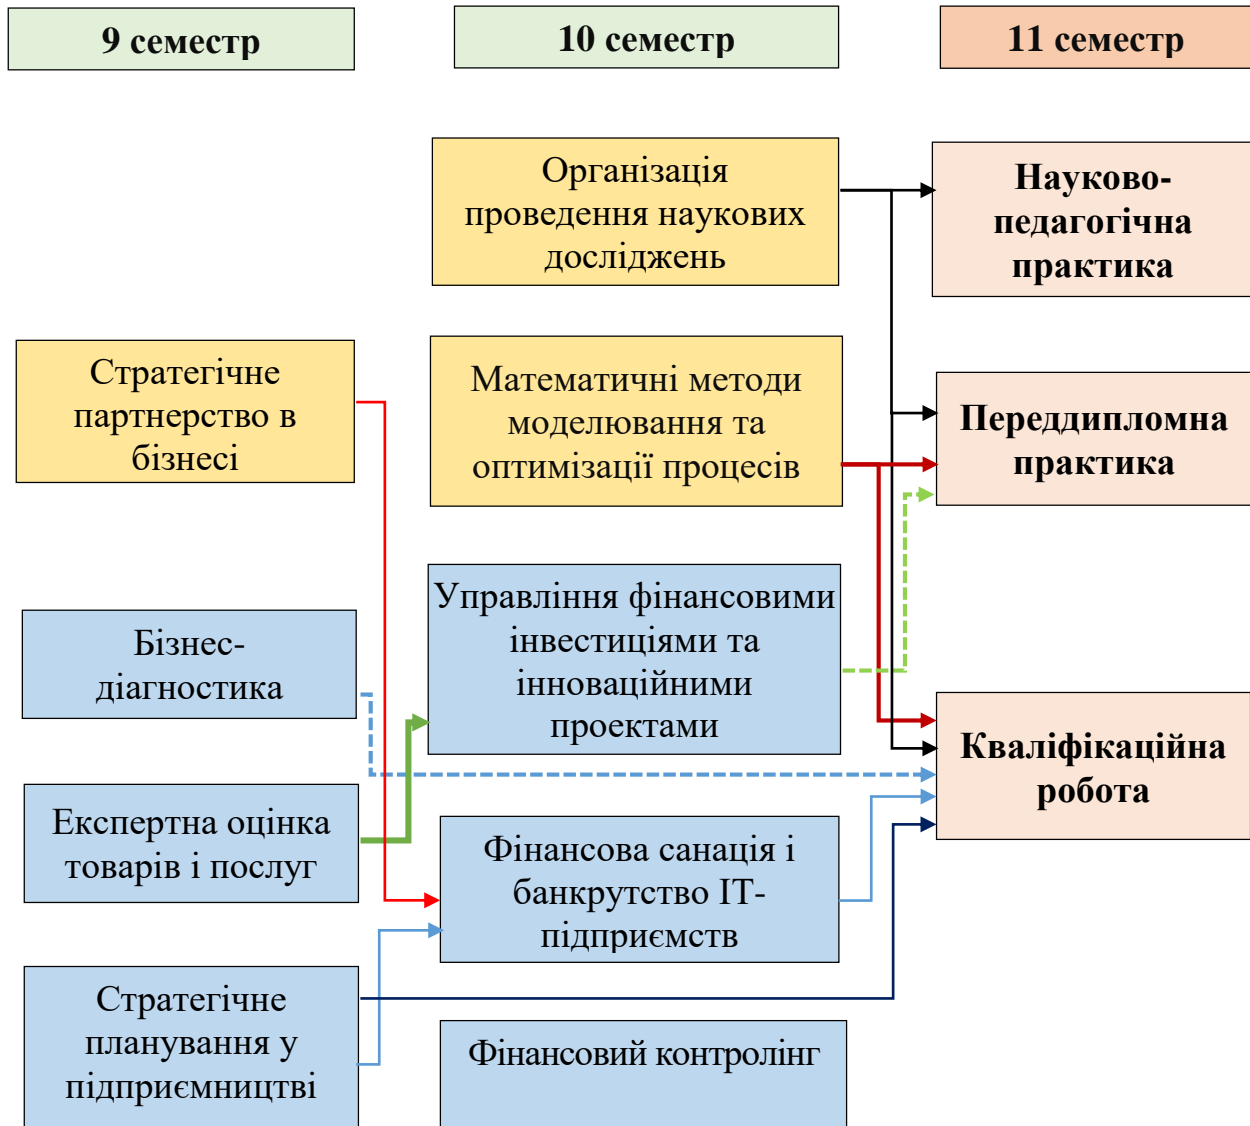 9 семестр
10 семестр
11 семестр
Організація
проведення наукових
досліджень
Науково-
педагогічна
практика
Стратегічне
партнерство в
бізнесі
Математичні методи
моделювання та
оптимізації процесів
Переддипломна
практика
Бізнес-
діагностика
Управління фінансовими
інвестиціями та
інноваційними
проектами
Кваліфікаційна
робота
Експертна оцінка
товарів і послуг
Фінансова санація і
банкрутство ІТ-
підприємств
Стратегічне
планування у
підприємництві
Фінансовий контролінг